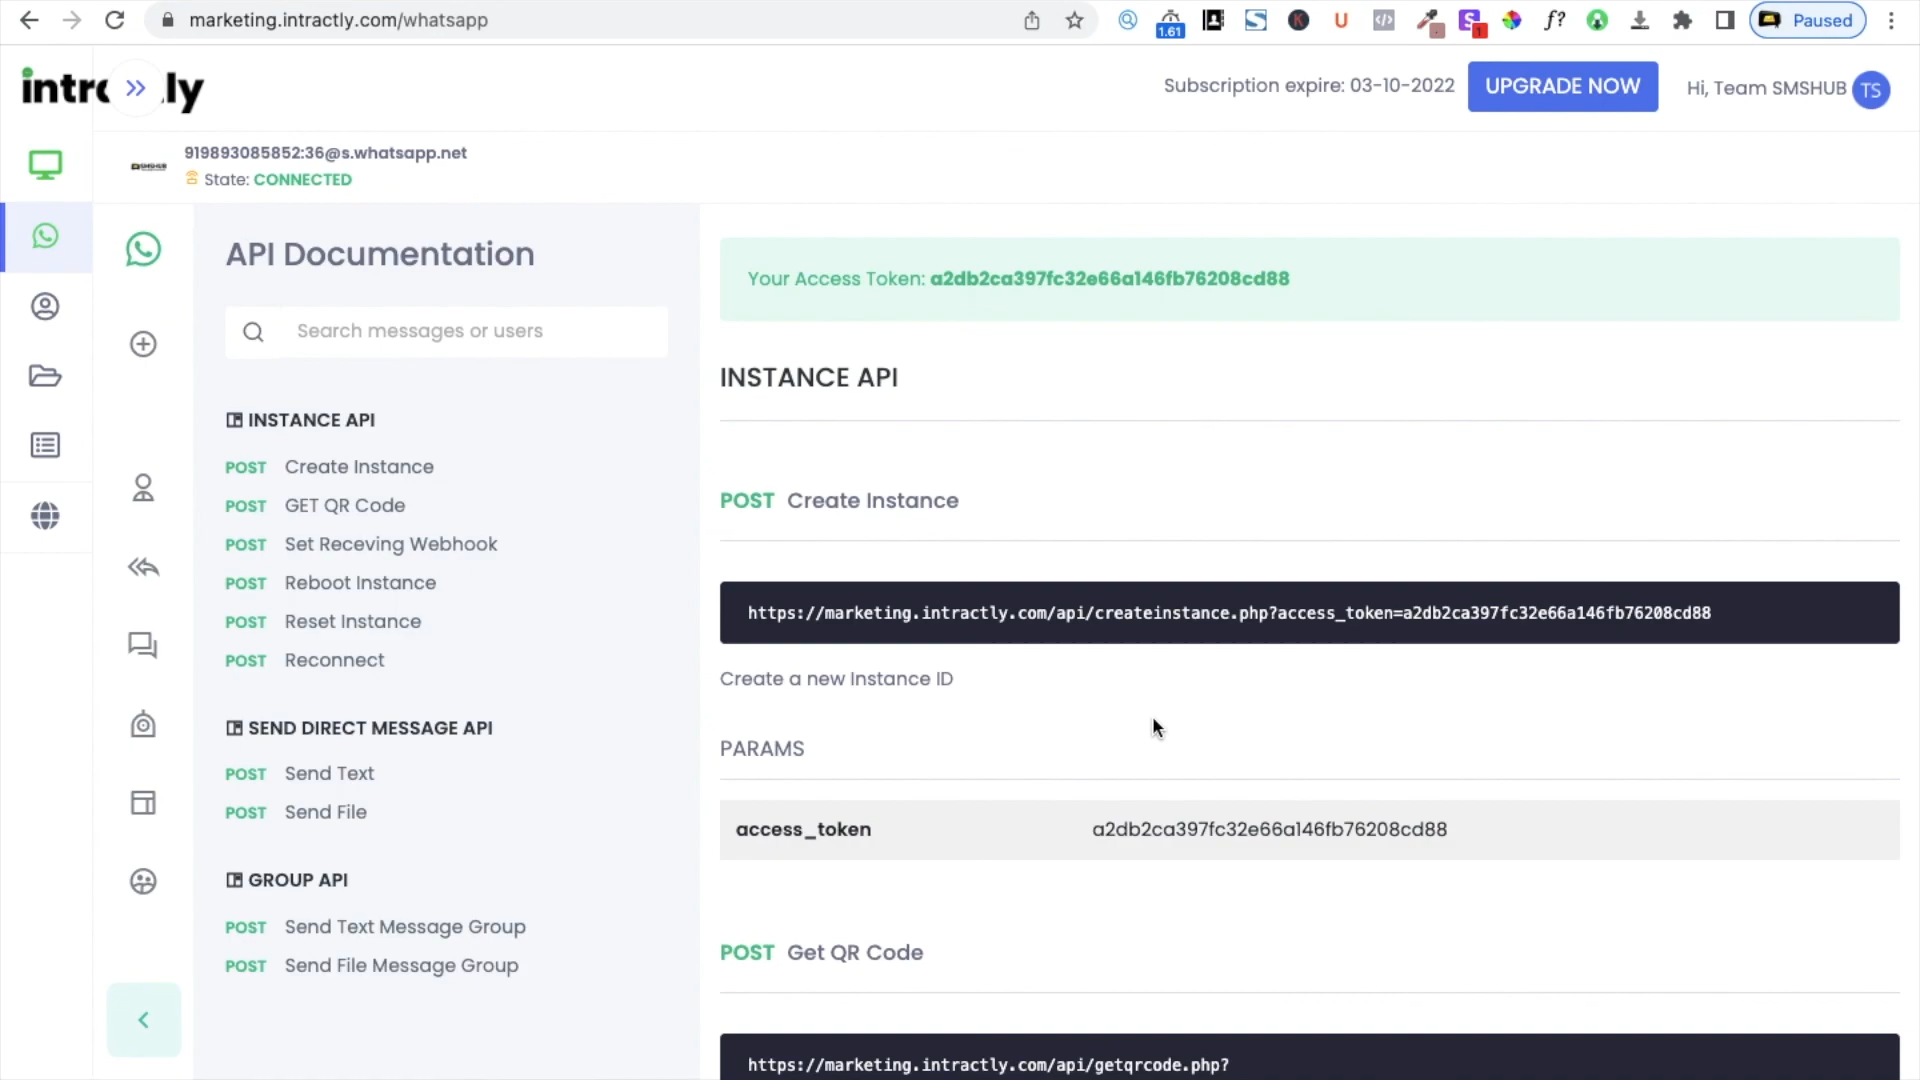 marketing.intractly.com/whatsapp
1.61
K
U
S
1
f?
Paused
ly
Subscription expire: 03-10-2022
UPGRADE NOW
Hi, Team SMSHUB
TS
919893085852:36@s.whatsapp.net
State: CONNECTED
API Documentation
Search messages or users
INSTANCE API
POST Create Instance
POST GET QR Code
POST Set Receving Webhook
POST Reboot Instance
POST Reset Instance
POST Reconnect
SEND DIRECT MESSAGE API
POST Send Text
POST Send File
GROUP API
POST Send Text Message Group
POST Send File Message Group
Your Access Token: a2db2ca397fc32e66a146fb76208cd88
INSTANCE API
POST Create Instance
https://marketing.intractly.com/api/createinstance.php?access_token=a2db2ca397fc32e66a146fb76208cd88
Create a new Instance ID
PARAMS
access_token a2db2ca397fc32e66a146fb76208cd88
POST Get QR Code
https://marketing.intractly.com/api/getqrcode.php?